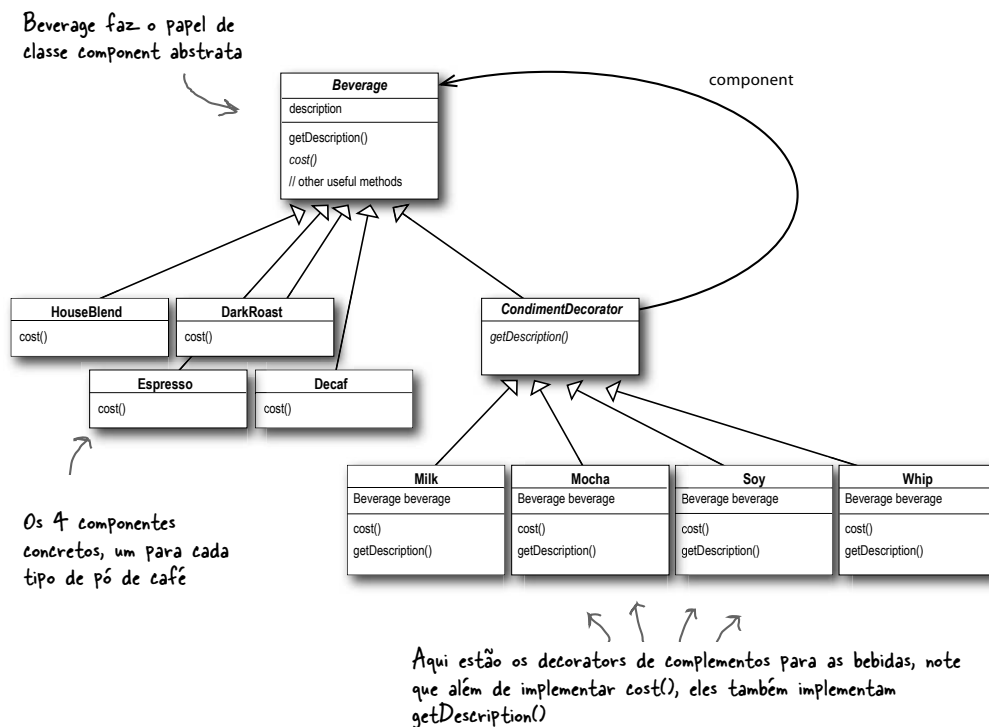 Beverage faz o papel de
classe component abstrata
component
Beverage
description
getDescription()
cost()
// other useful methods
HouseBlend
cost()
DarkRoast
cost()
CondimentDecorator
getDescription()
Espresso
cost()
Decaf
cost()
Milk
Beverage beverage
cost()
getDescription()
Mocha
Beverage beverage
cost()
getDescription()
Soy
Beverage beverage
cost()
getDescription()
Whip
Beverage beverage
cost()
getDescription()
Os 4 componentes
concretos, um para cada
tipo de pó de café
Aqui estão os decorators de complementos para as bebidas, note
que além de implementar cost(), eles também implementam
getDescription()